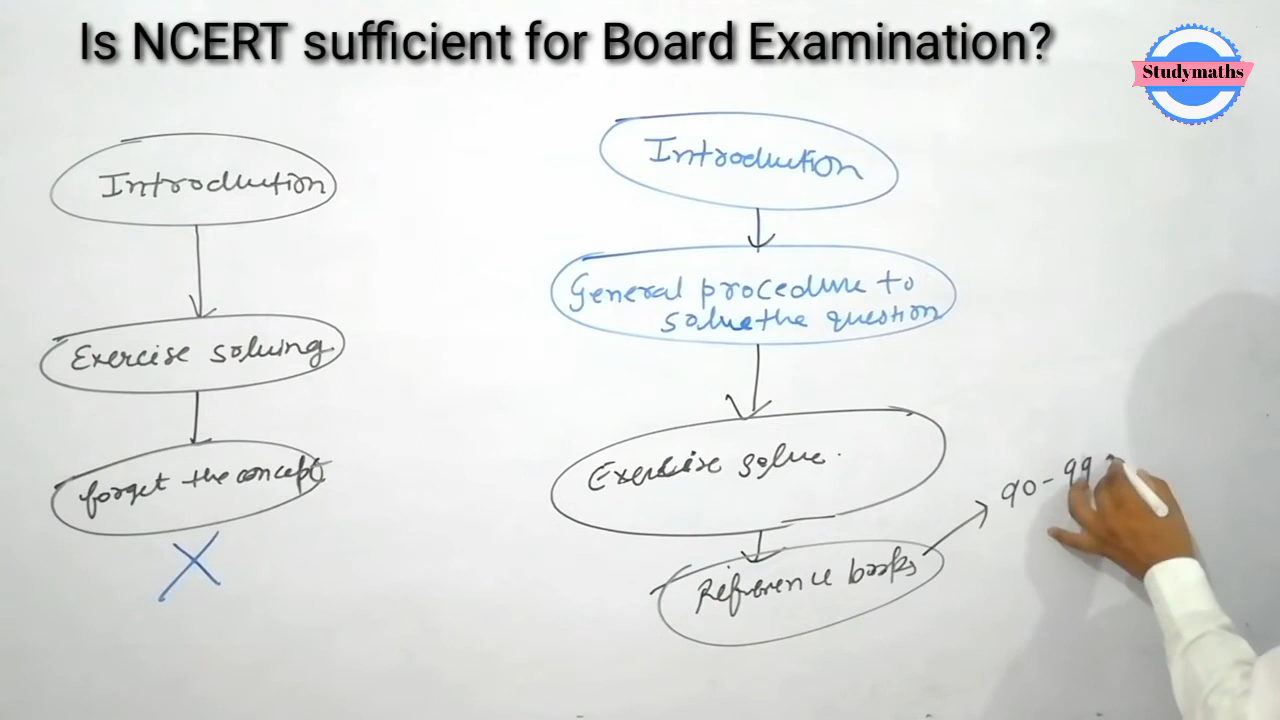 Is NCERT sufficient for Board Examination?
Studymaths
Introduction
Exercise solving
forget the concept
Introduction
General procedure to
solve the question
Exercise solve.
Reference books
90-99